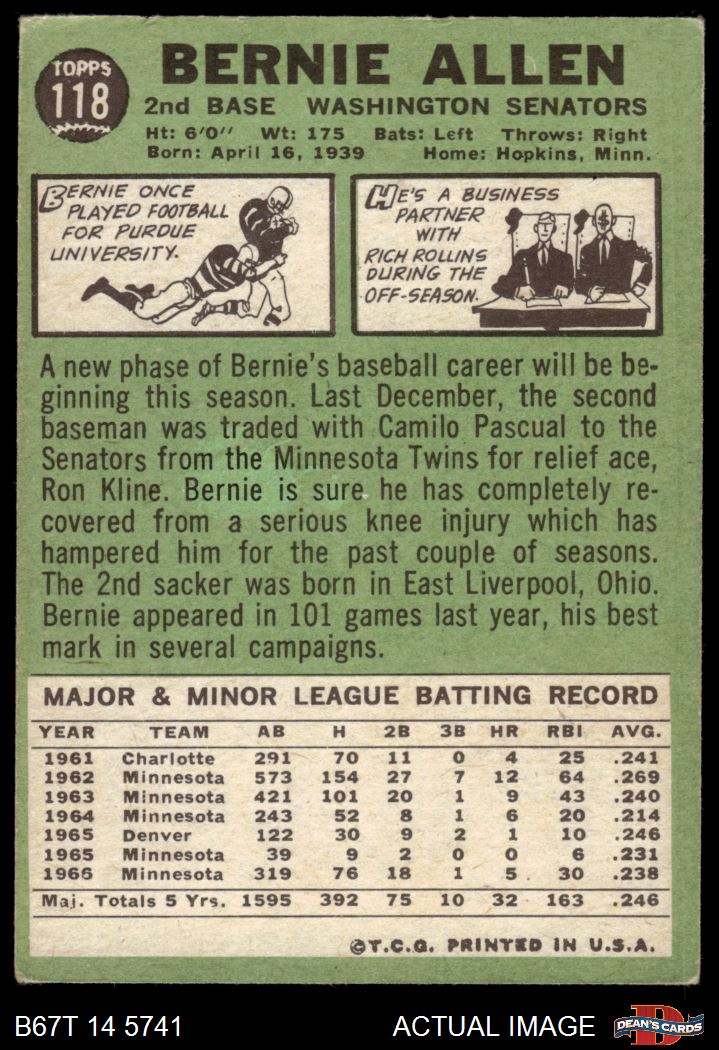 TOPPS
118
BERNIE ALLEN
2nd BASE WASHINGTON SENATORS
Ht: 6'0" Wt: 175 Bats: Left Throws: Right
Born: April 16, 1939 Home: Hopkins, Minn.
BERNIE ONCE
PLAYED FOOTBALL
FOR PURDUE
UNIVERSITY.
HE'S A BUSINESS
PARTNER
WITH
RICH ROLLINS
DURING THE
OFF-SEASON.
A new phase of Bernie's baseball career will be be-
ginning this season. Last December, the second
baseman was traded with Camilo Pascual to the
Senators from the Minnesota Twins for relief ace,
Ron Kline. Bernie is sure he has completely re-
covered from a serious knee injury which has
hampered him for the past couple of seasons.
The 2nd sacker was born in East Liverpool, Ohio.
Bernie appeared in 101 games last year, his best
mark in several campaigns.
MAJOR & MINOR LEAGUE BATTING RECORD
YEAR TEAM AB H 2B 3B HR RBI AVG.
1961 Charlotte 291 70 11 0 4 25 .241
1962 Minnesota 573 154 27 7 12 64 .269
1963 Minnesota 421 101 20 1 9 43 .240
1964 Minnesota 243 52 8 1 6 20 .214
1965 Denver 122 30 9 2 1 10 .246
1965 Minnesota 39 9 2 0 0 6 .231
1966 Minnesota 319 76 18 1 5 30 .238
Maj. Totals 5 Yrs. 1595 392 75 10 32 163 .246
©T.C.G. PRINTED IN U.S.A.
B67T 14 5741 ACTUAL IMAGE
D
DEAN'S CARDS